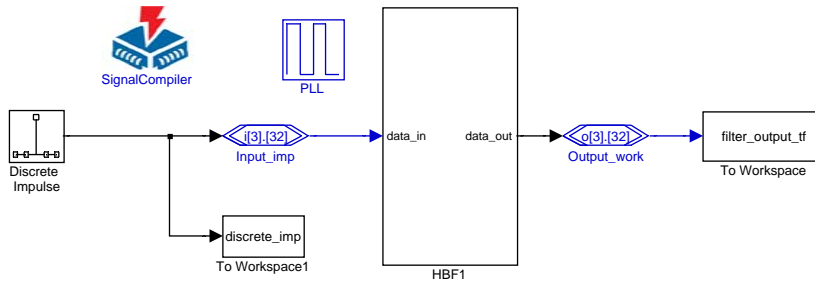 SignalCompiler
PLL
i[3].[32]
data_in
data_out
o[3].[32]
filter_output_tf
Discrete
Impulse
Input_imp
Output_work
To Workspace
discrete_imp
To Workspace1
HBF1